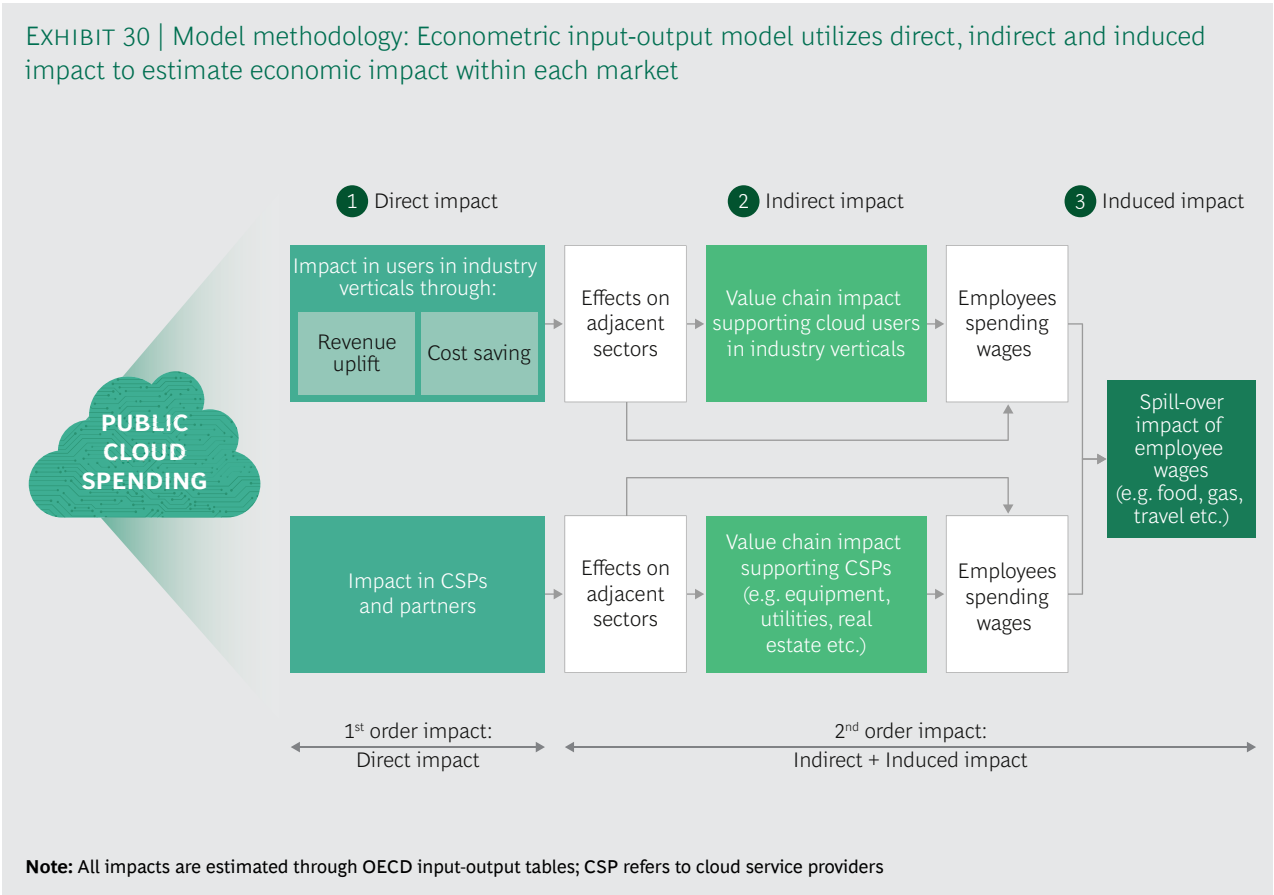 EXHIBIT 30 | Model methodology: Econometric input-output model utilizes direct, indirect and induced
impact to estimate economic impact within each market
1 Direct impact
2 Indirect impact
3 Induced impact
PUBLIC
CLOUD
SPENDING
Impact in users in industry
verticals through:
Revenue
uplift
Cost saving
Effects on
adjacent
sectors
Value chain impact
supporting cloud users
in industry verticals
Employees
spending
wages
Spill-over
impact of
employee
wages
(e.g. food, gas,
travel etc.)
Impact in CSPs
and partners
Effects on
adjacent
sectors
Value chain impact
supporting CSPs
(e.g. equipment,
utilities, real
estate etc.)
Employees
spending
wages
1st order impact:
Direct impact
2nd order impact:
Indirect + Induced impact
Note: All impacts are estimated through OECD input-output tables; CSP refers to cloud service providers